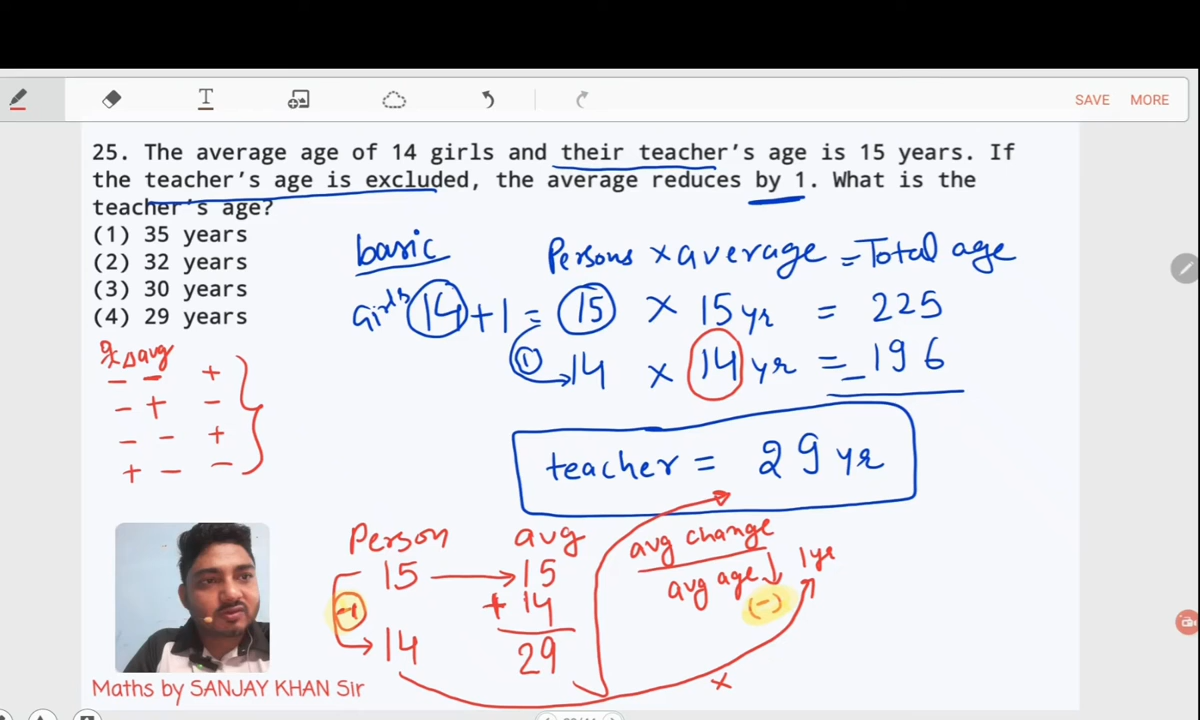 T
SAVE MORE
25. The average age of 14 girls and their teacher's age is 15 years. If
the teacher's age is excluded, the average reduces by 1. What is the
teacher's age?
(1) 35 years
(2) 32 years
(3) 30 years
(4) 29 years
basic
Persons × average = Total age
girls 14 + 1 = 15 × 15 yr = 225
(1) 14 × 14 yr = - 196
teacher = 29 yr
Δ avg
- - +
- + -
- - +
+ - -
Person avg
15 → 15
-1 + 14
14 29
avg change
avg age ↓ 1 yr
(-)
×
Maths by SANJAY KHAN Sir